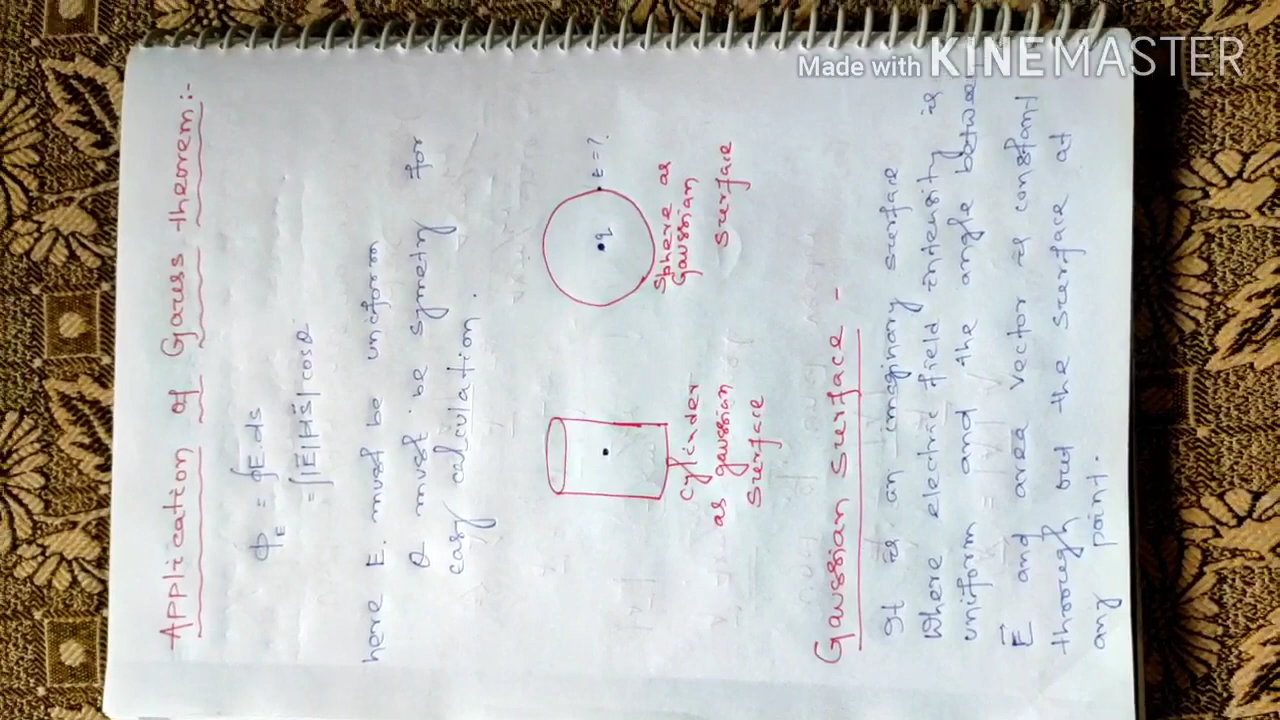 Application of Gauss theorem:-
Φ_E = ∮E.ds
= ∫|E||dS| cosθ
here E. must be uniform
θ must be symetry for
easy calculation.
cylinder
as gaussian
surface
q
E=?
Sphere as
Gaussian
surface
Gaussian surface -
It is an imaginary surface
where electric field intensity is
uniform and the angle between
E⃗ and area vector is constant
through out the surface at
any point.
Made with KINEMASTER